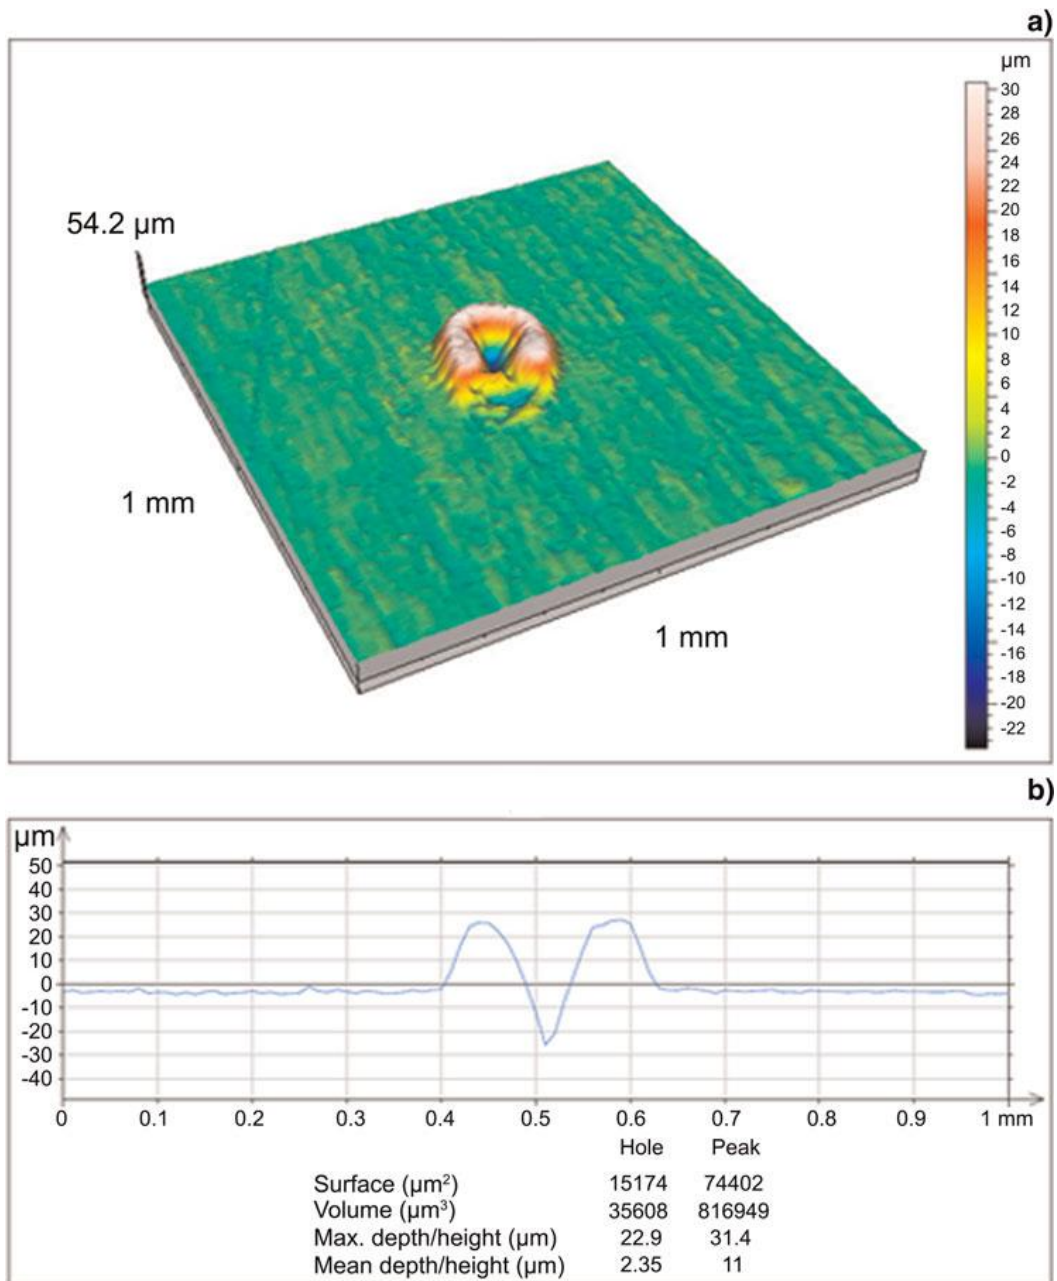 a)
µm
30
28
26
24
22
20
18
16
14
12
10
8
6
4
2
0
-2
-4
-6
-8
-10
-12
-14
-16
-18
-20
-22
54.2 µm
1 mm
1 mm
b)
µm
50
40
30
20
10
0
-10
-20
-30
-40
0 0.1 0.2 0.3 0.4 0.5 0.6 0.7 0.8 0.9 1 mm
Hole Peak
Surface (µm²) 15174 74402
Volume (µm³) 35608 816949
Max. depth/height (µm) 22.9 31.4
Mean depth/height (µm) 2.35 11